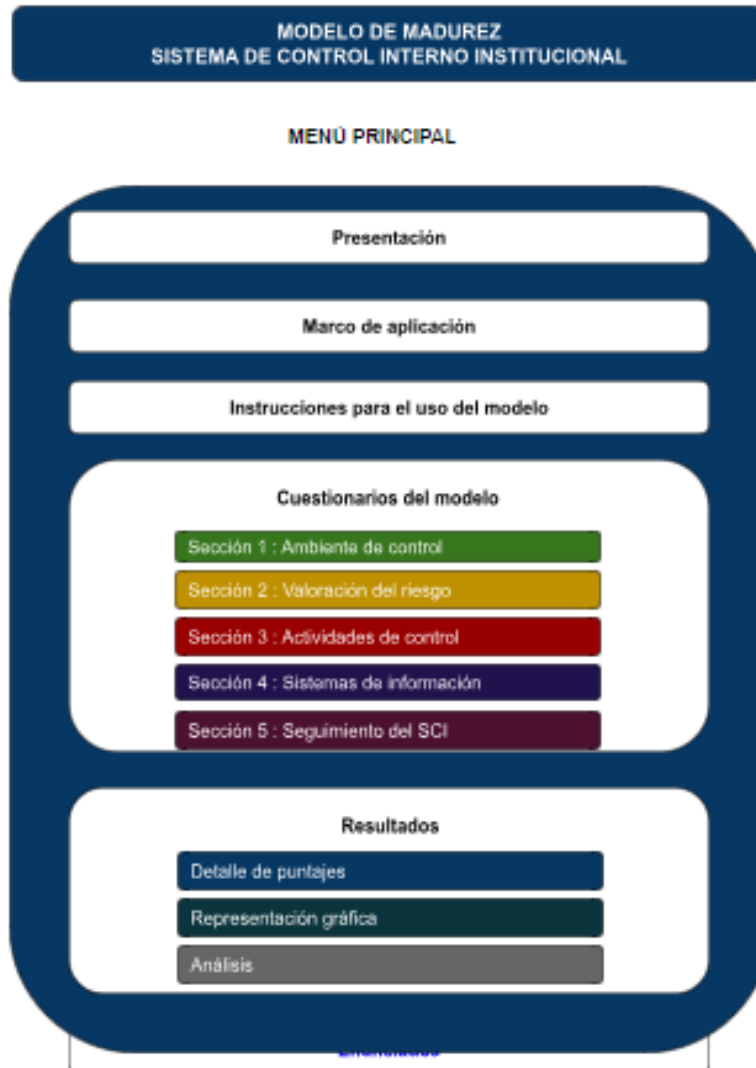 MODELO DE MADUREZ
SISTEMA DE CONTROL INTERNO INSTITUCIONAL
MENÚ PRINCIPAL
Presentación
Marco de aplicación
Instrucciones para el uso del modelo
Cuestionarios del modelo
Sección 1 : Ambiente de control
Sección 2 : Valoración del riesgo
Sección 3 : Actividades de control
Sección 4 : Sistemas de información
Sección 5 : Seguimiento del SCI
Resultados
Detalle de puntajes
Representación gráfica
Análisis